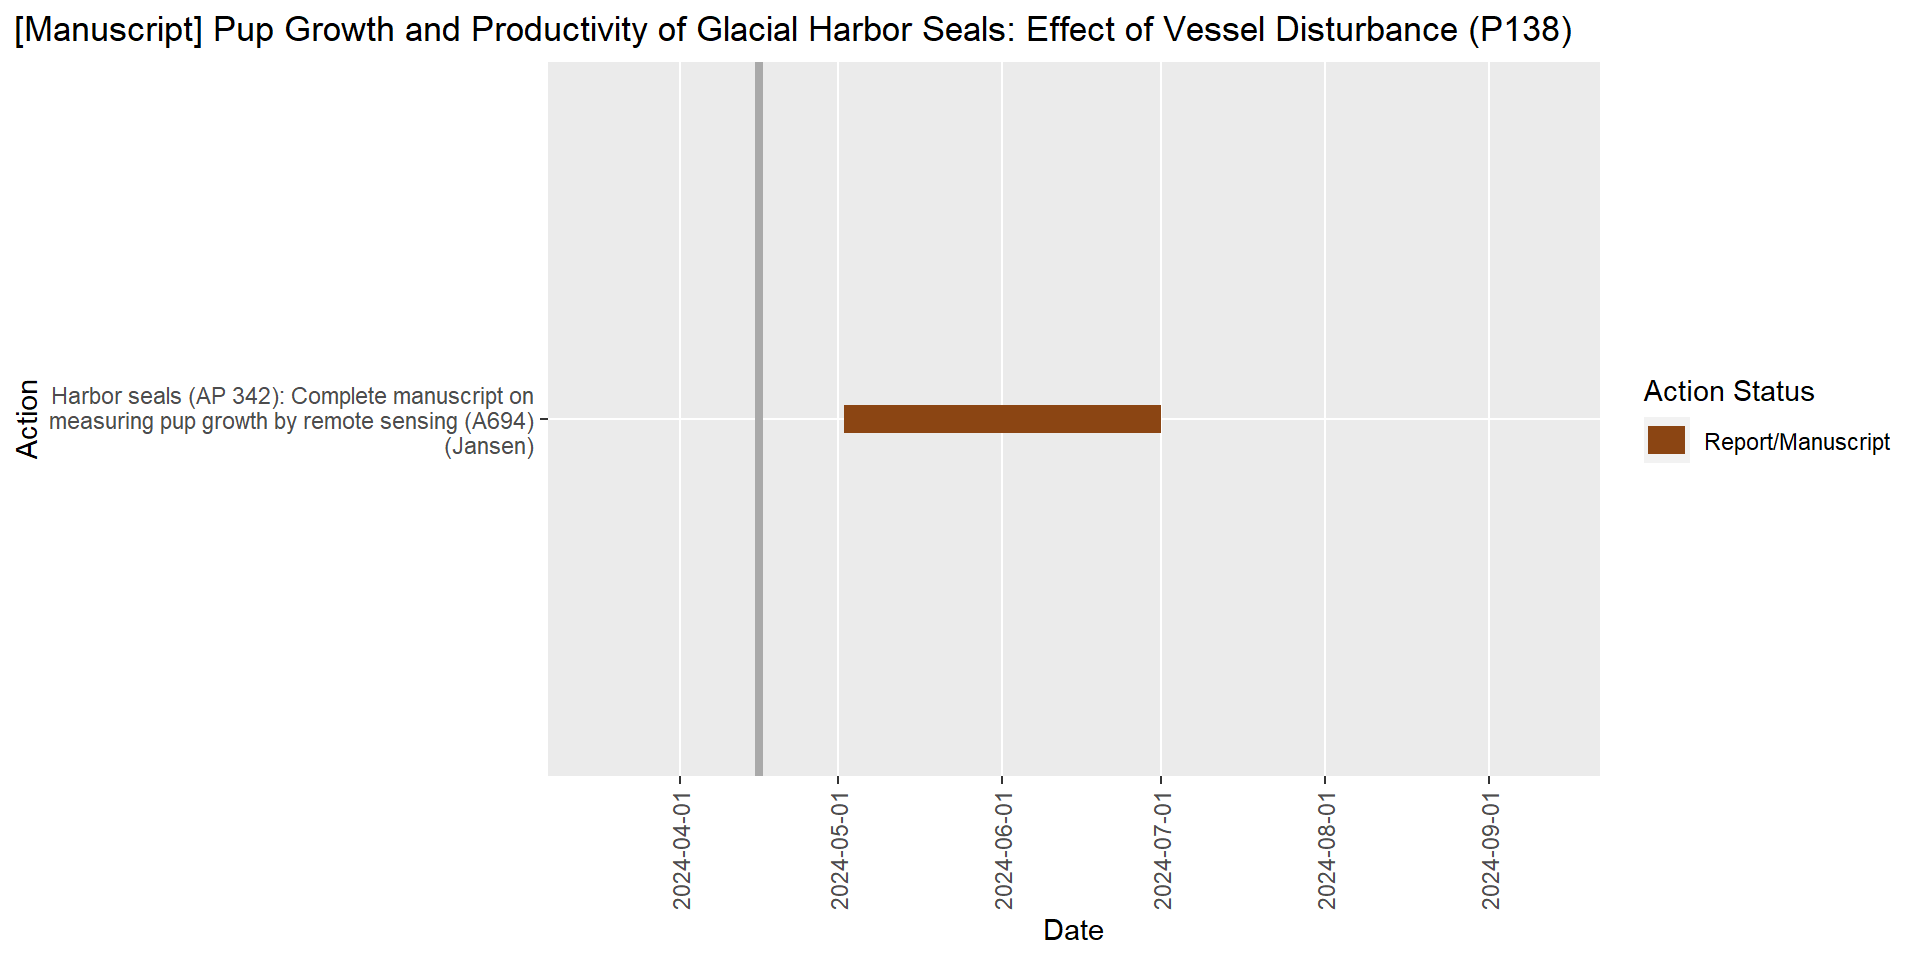 [Manuscript] Pup Growth and Productivity of Glacial Harbor Seals: Effect of Vessel Disturbance (P138)
Action
Harbor seals (AP 342): Complete manuscript on
measuring pup growth by remote sensing (A694)
(Jansen)
Action Status
Report/Manuscript
2024-04-01
2024-05-01
2024-06-01
2024-07-01
2024-08-01
2024-09-01
Date